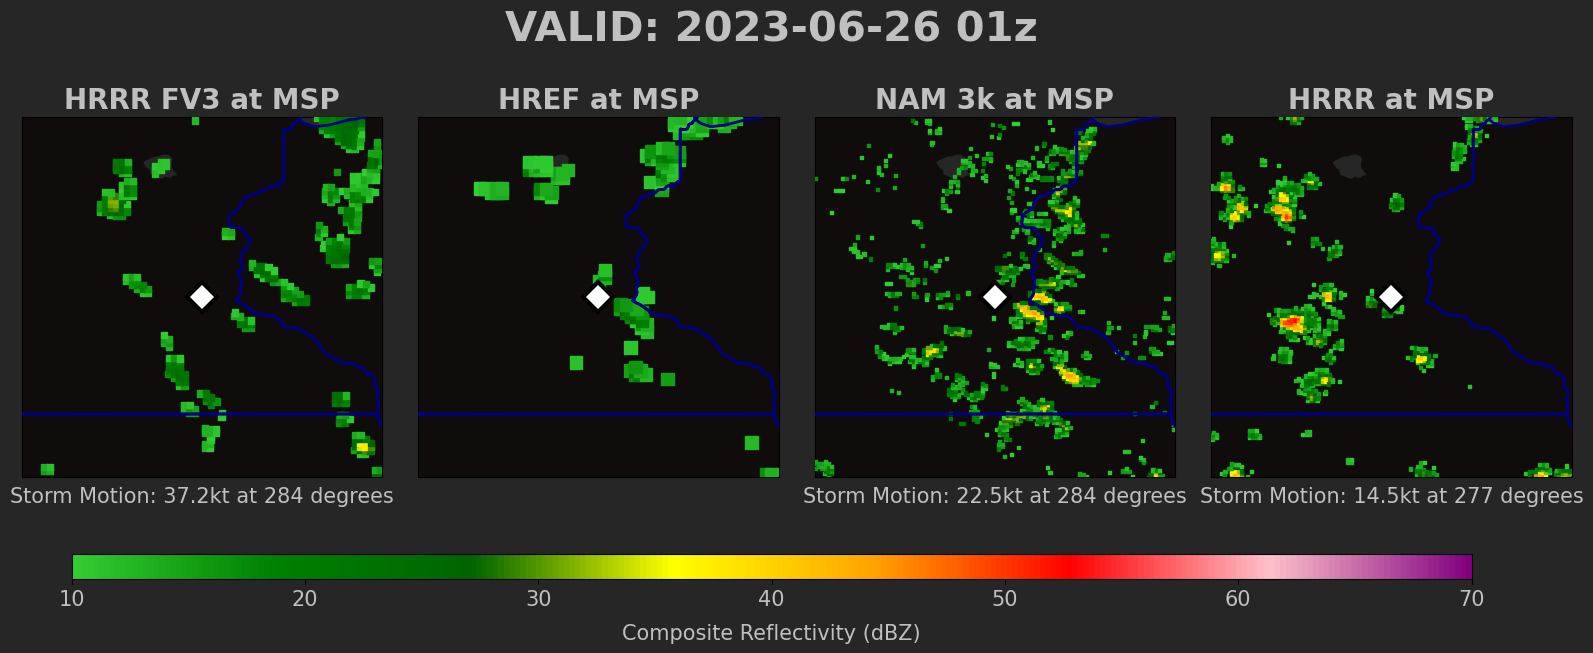 VALID: 2023-06-26 01z
HRRR FV3 at MSP
HREF at MSP
NAM 3k at MSP
HRRR at MSP
Storm Motion: 37.2kt at 284 degrees
Storm Motion: 22.5kt at 284 degrees
Storm Motion: 14.5kt at 277 degrees
10 20 30 40 50 60 70
Composite Reflectivity (dBZ)